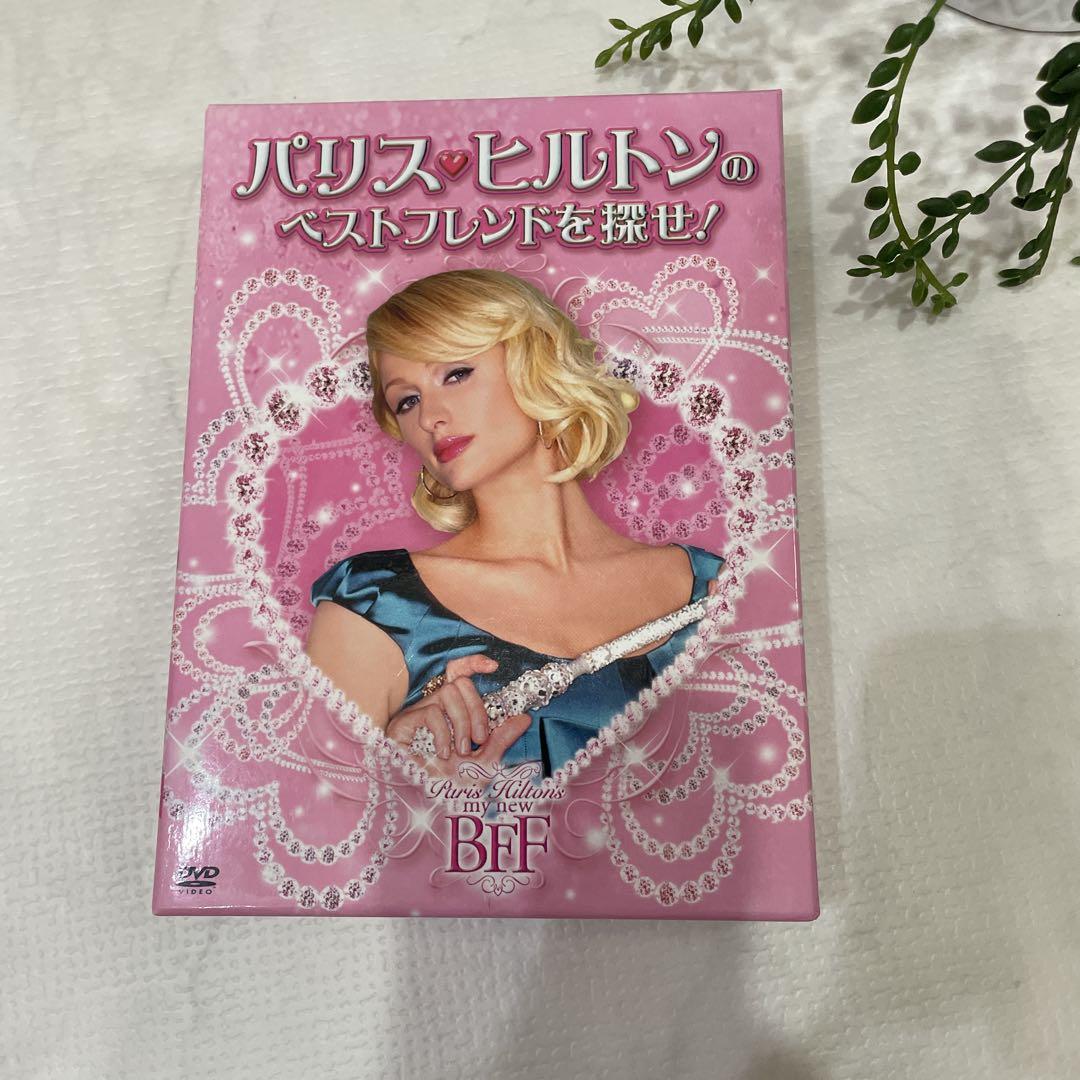 パリス❤ヒルトンの
ベストフレンドを探せ!
Paris Hilton's
my new
BFF
DVD
VIDEO